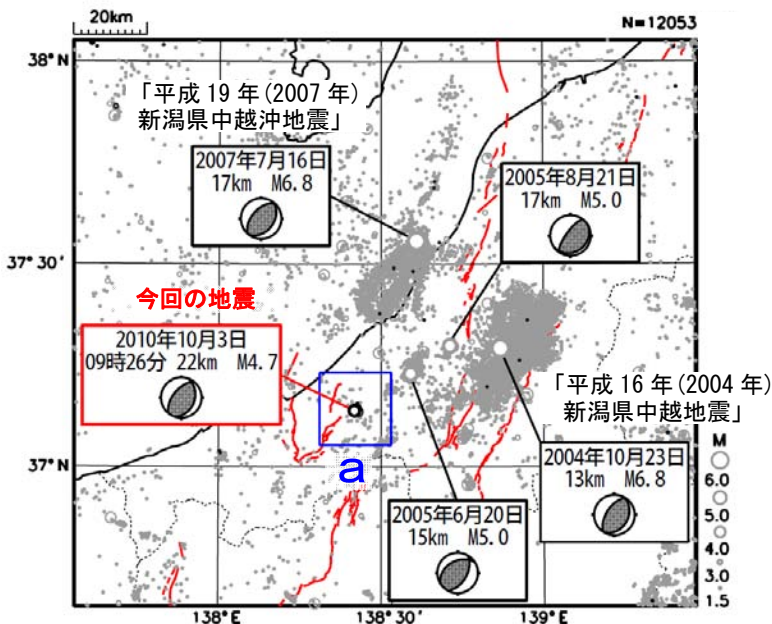 20km
N=12053
38°N
「平成 19 年(2007 年)
新潟県中越沖地震」
2007年7月16日
17km M6.8
2005年8月21日
17km M5.0
37°30′
今回の地震
2010年10月3日
09時26分 22km M4.7
「平成 16 年(2004 年)
新潟県中越地震」
37°N
a
2004年10月23日
13km M6.8
2005年6月20日
15km M5.0
M
6.0
5.0
4.0
3.0
1.5
138°E
138°30′
139°E